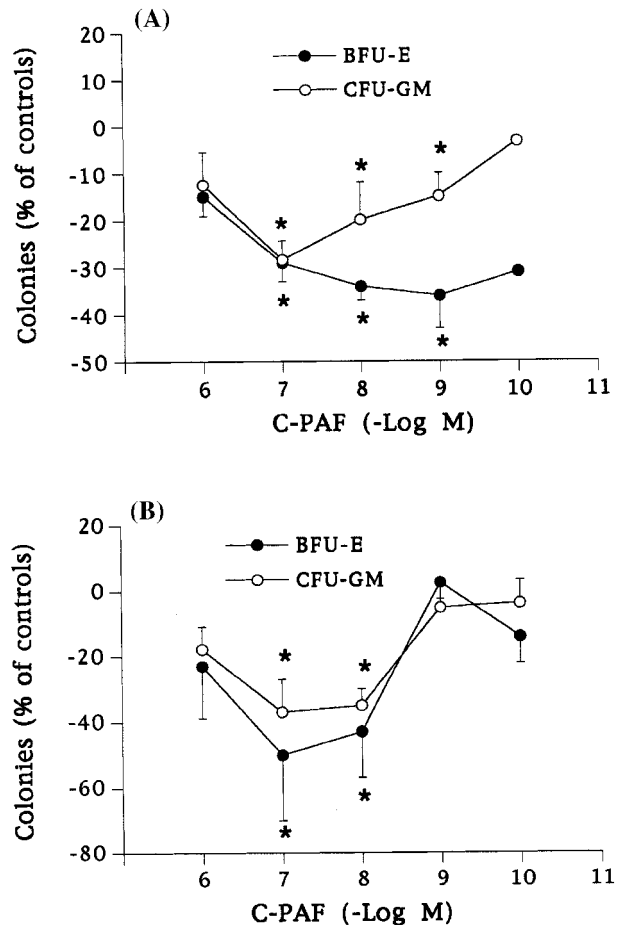 (A)
20
10
0
-10
-20
-30
-40
-50
Colonies (% of controls)
BFU-E
CFU-GM
*
*
*
*
*
*
6 7 8 9 10 11
C-PAF (-Log M)
(B)
20
0
-20
-40
-60
-80
Colonies (% of controls)
BFU-E
CFU-GM
*
*
*
*
6 7 8 9 10 11
C-PAF (-Log M)